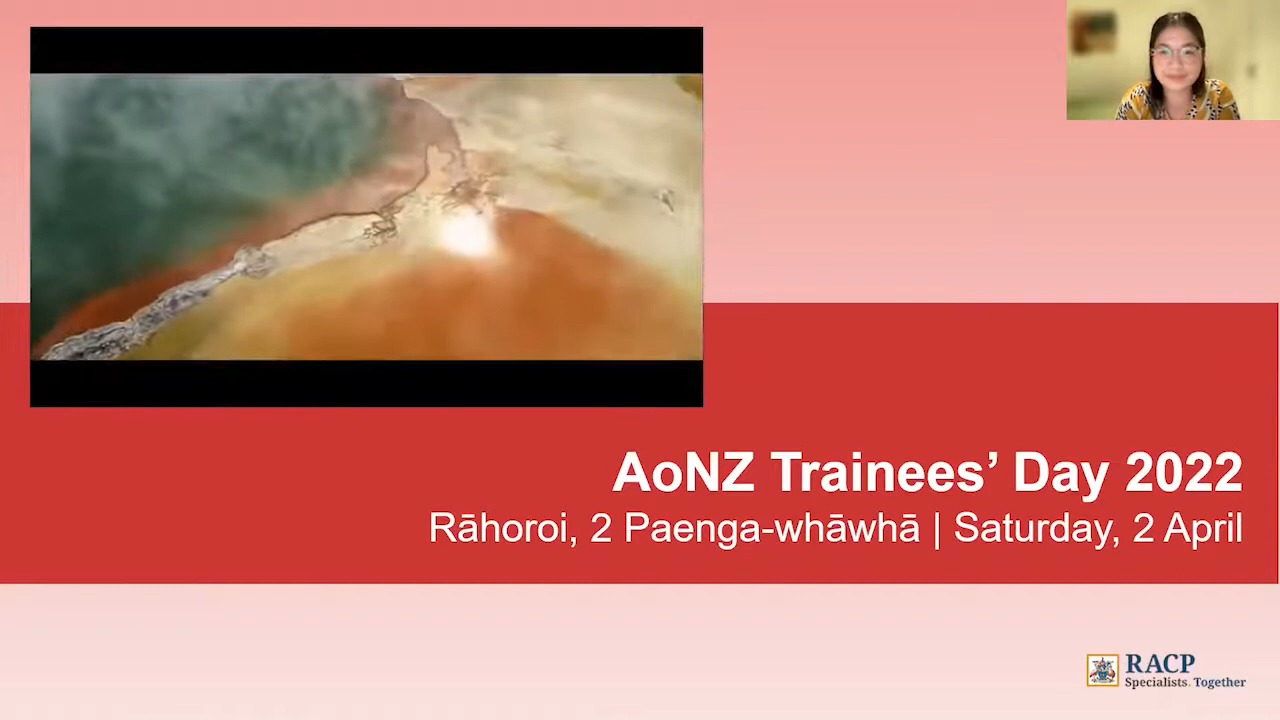 AoNZ Trainees’ Day 2022
Rāhoroi, 2 Paenga-whāwhā | Saturday, 2 April
RACP
Specialists. Together